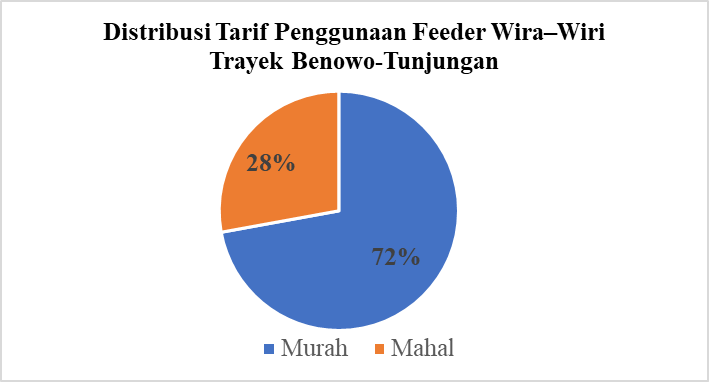 Distribusi Tarif Penggunaan Feeder Wira–Wiri
Trayek Benowo-Tunjungan
28%
72%
Murah
Mahal